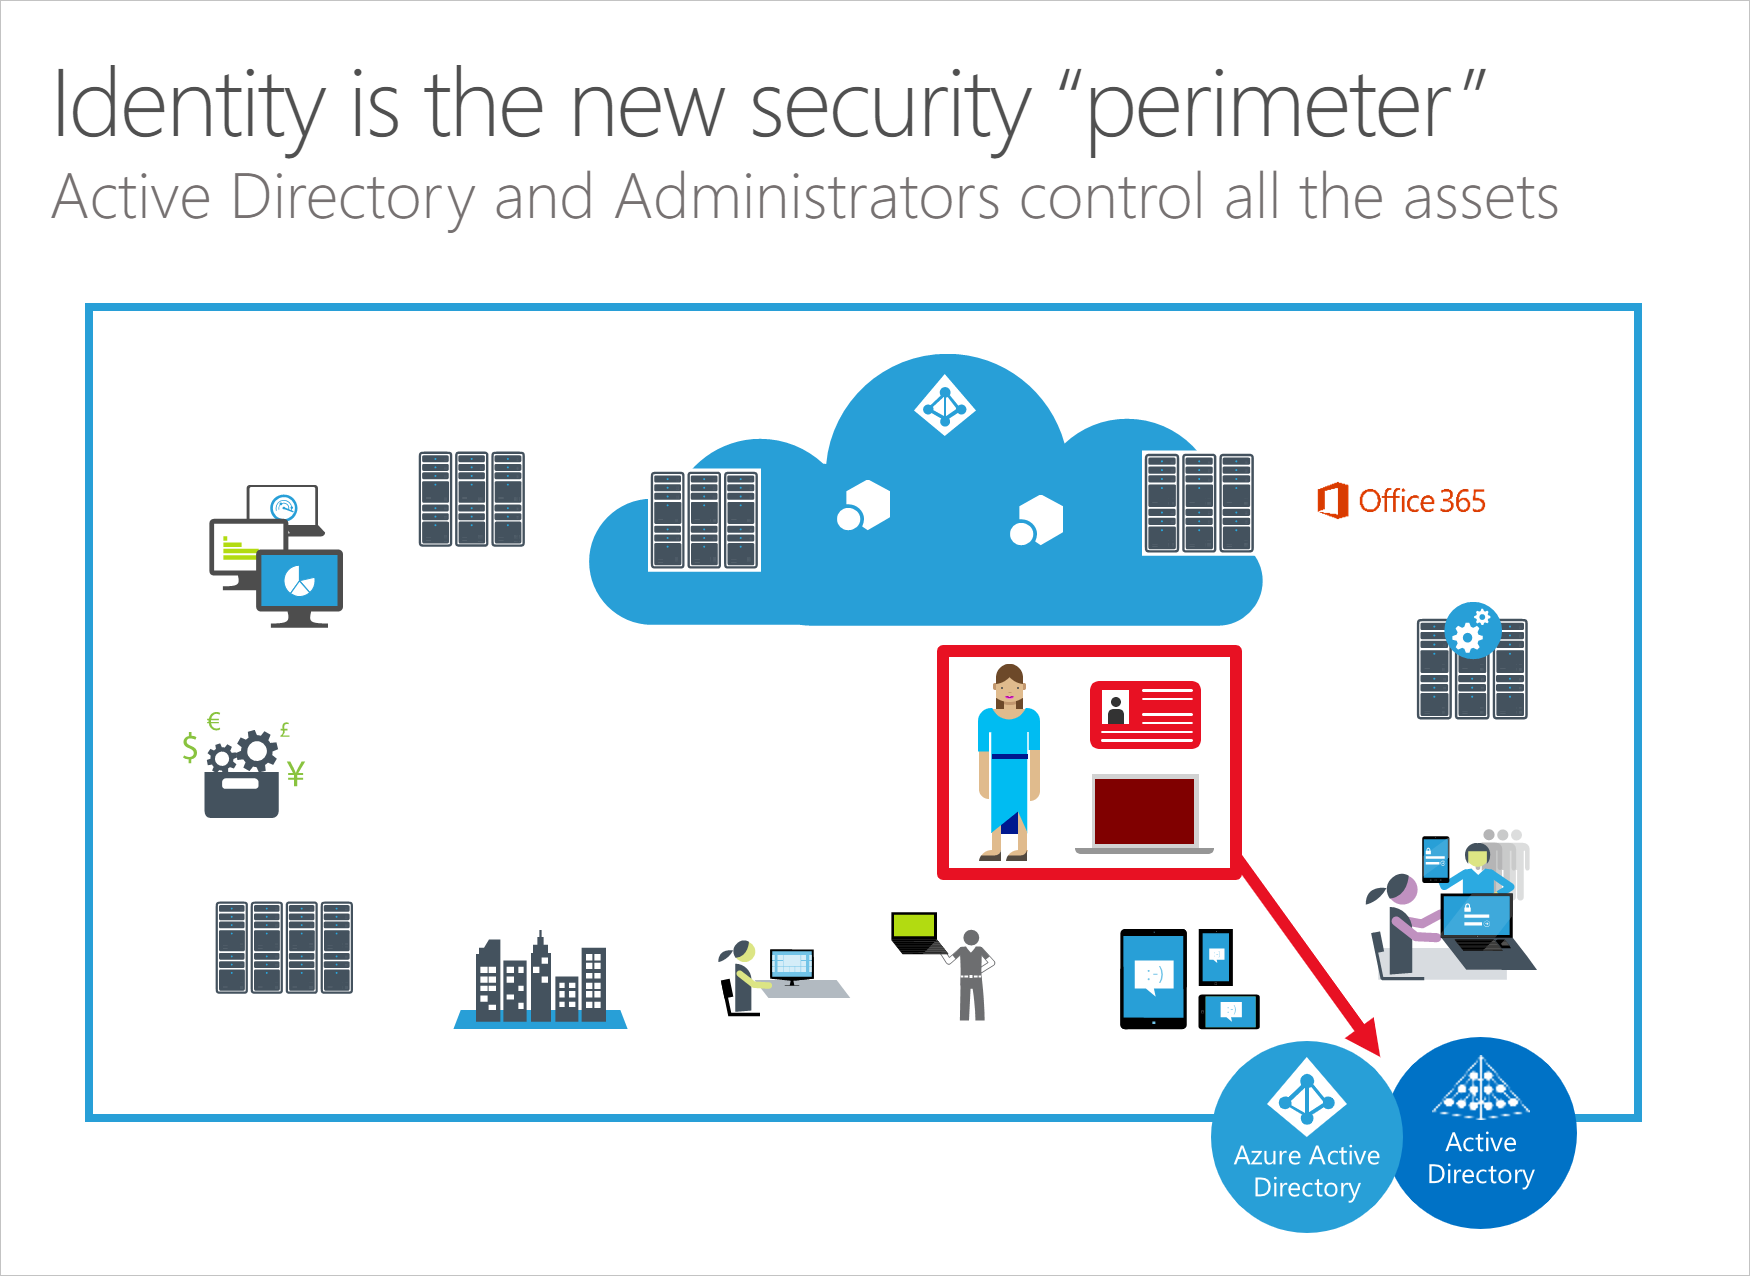 Identity is the new security “perimeter”
Active Directory and Administrators control all the assets
Office 365
€
£
$
¥
:-)
:-)
:-)
Azure Active
Directory
Active
Directory